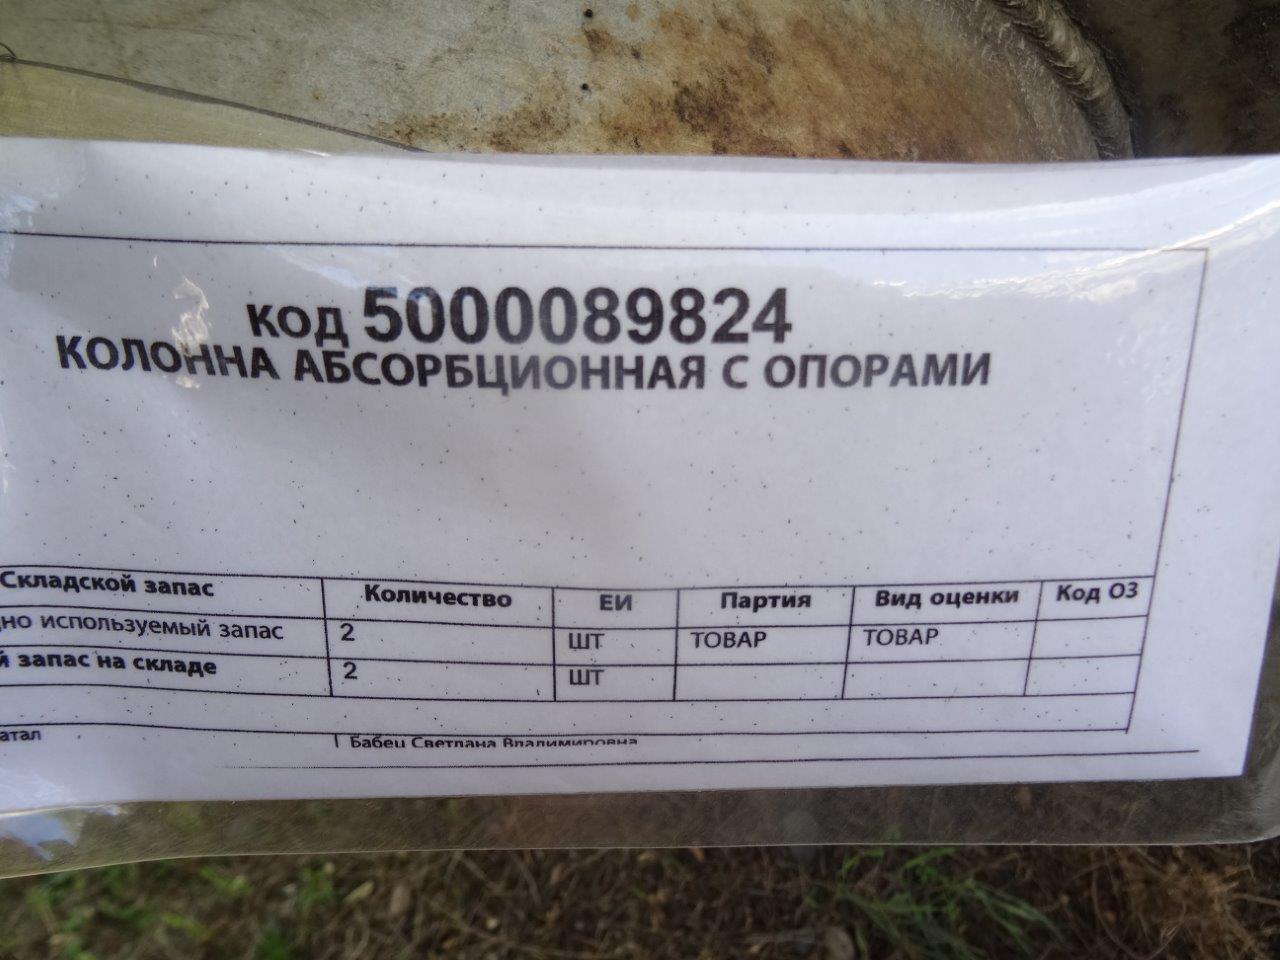 код 5000089824
КОЛОННА АБСОРБЦИОННАЯ С ОПОРАМИ
Складской запас Количество ЕИ Партия Вид оценки Код ОЗ
но используемый запас 2 ШТ ТОВАР ТОВАР
й запас на складе 2 ШТ
атал Бабец Светлана Владимировна